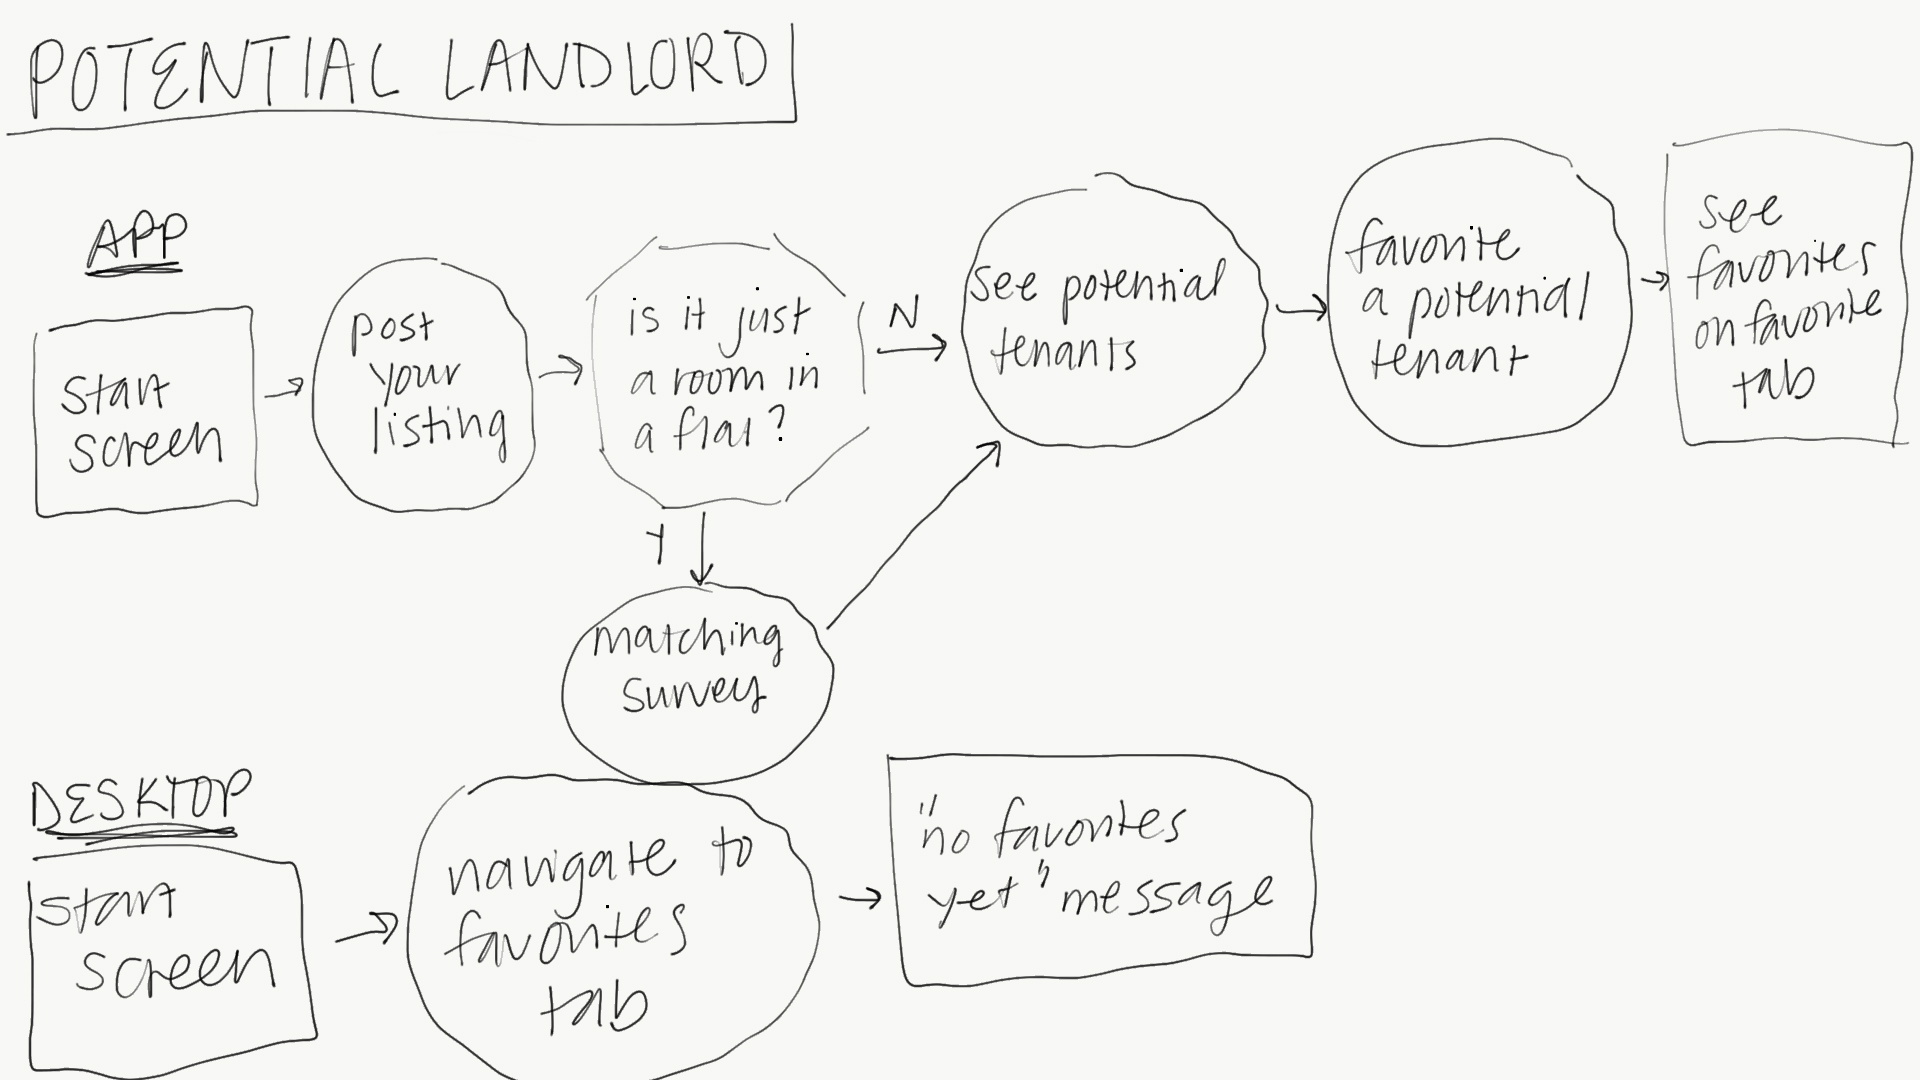 POTENTIAL LANDLORD
APP
start
screen
post
your
listing
is it just
a room in
a flat?
N
Y
matching
survey
see potential
tenants
favorite
a potential
tenant
see
favorites
on favorite
tab
DESKTOP
start
screen
navigate to
favorites
tab
"no favorites
yet" message